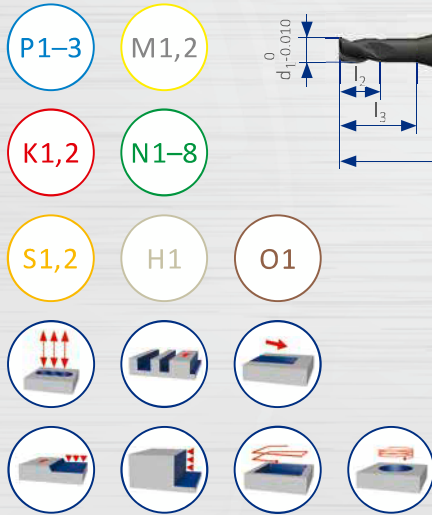 P1–3 M1,2
0
d₁-0.010
l₂
l₃
K1,2 N1–8
S1,2 H1 O1